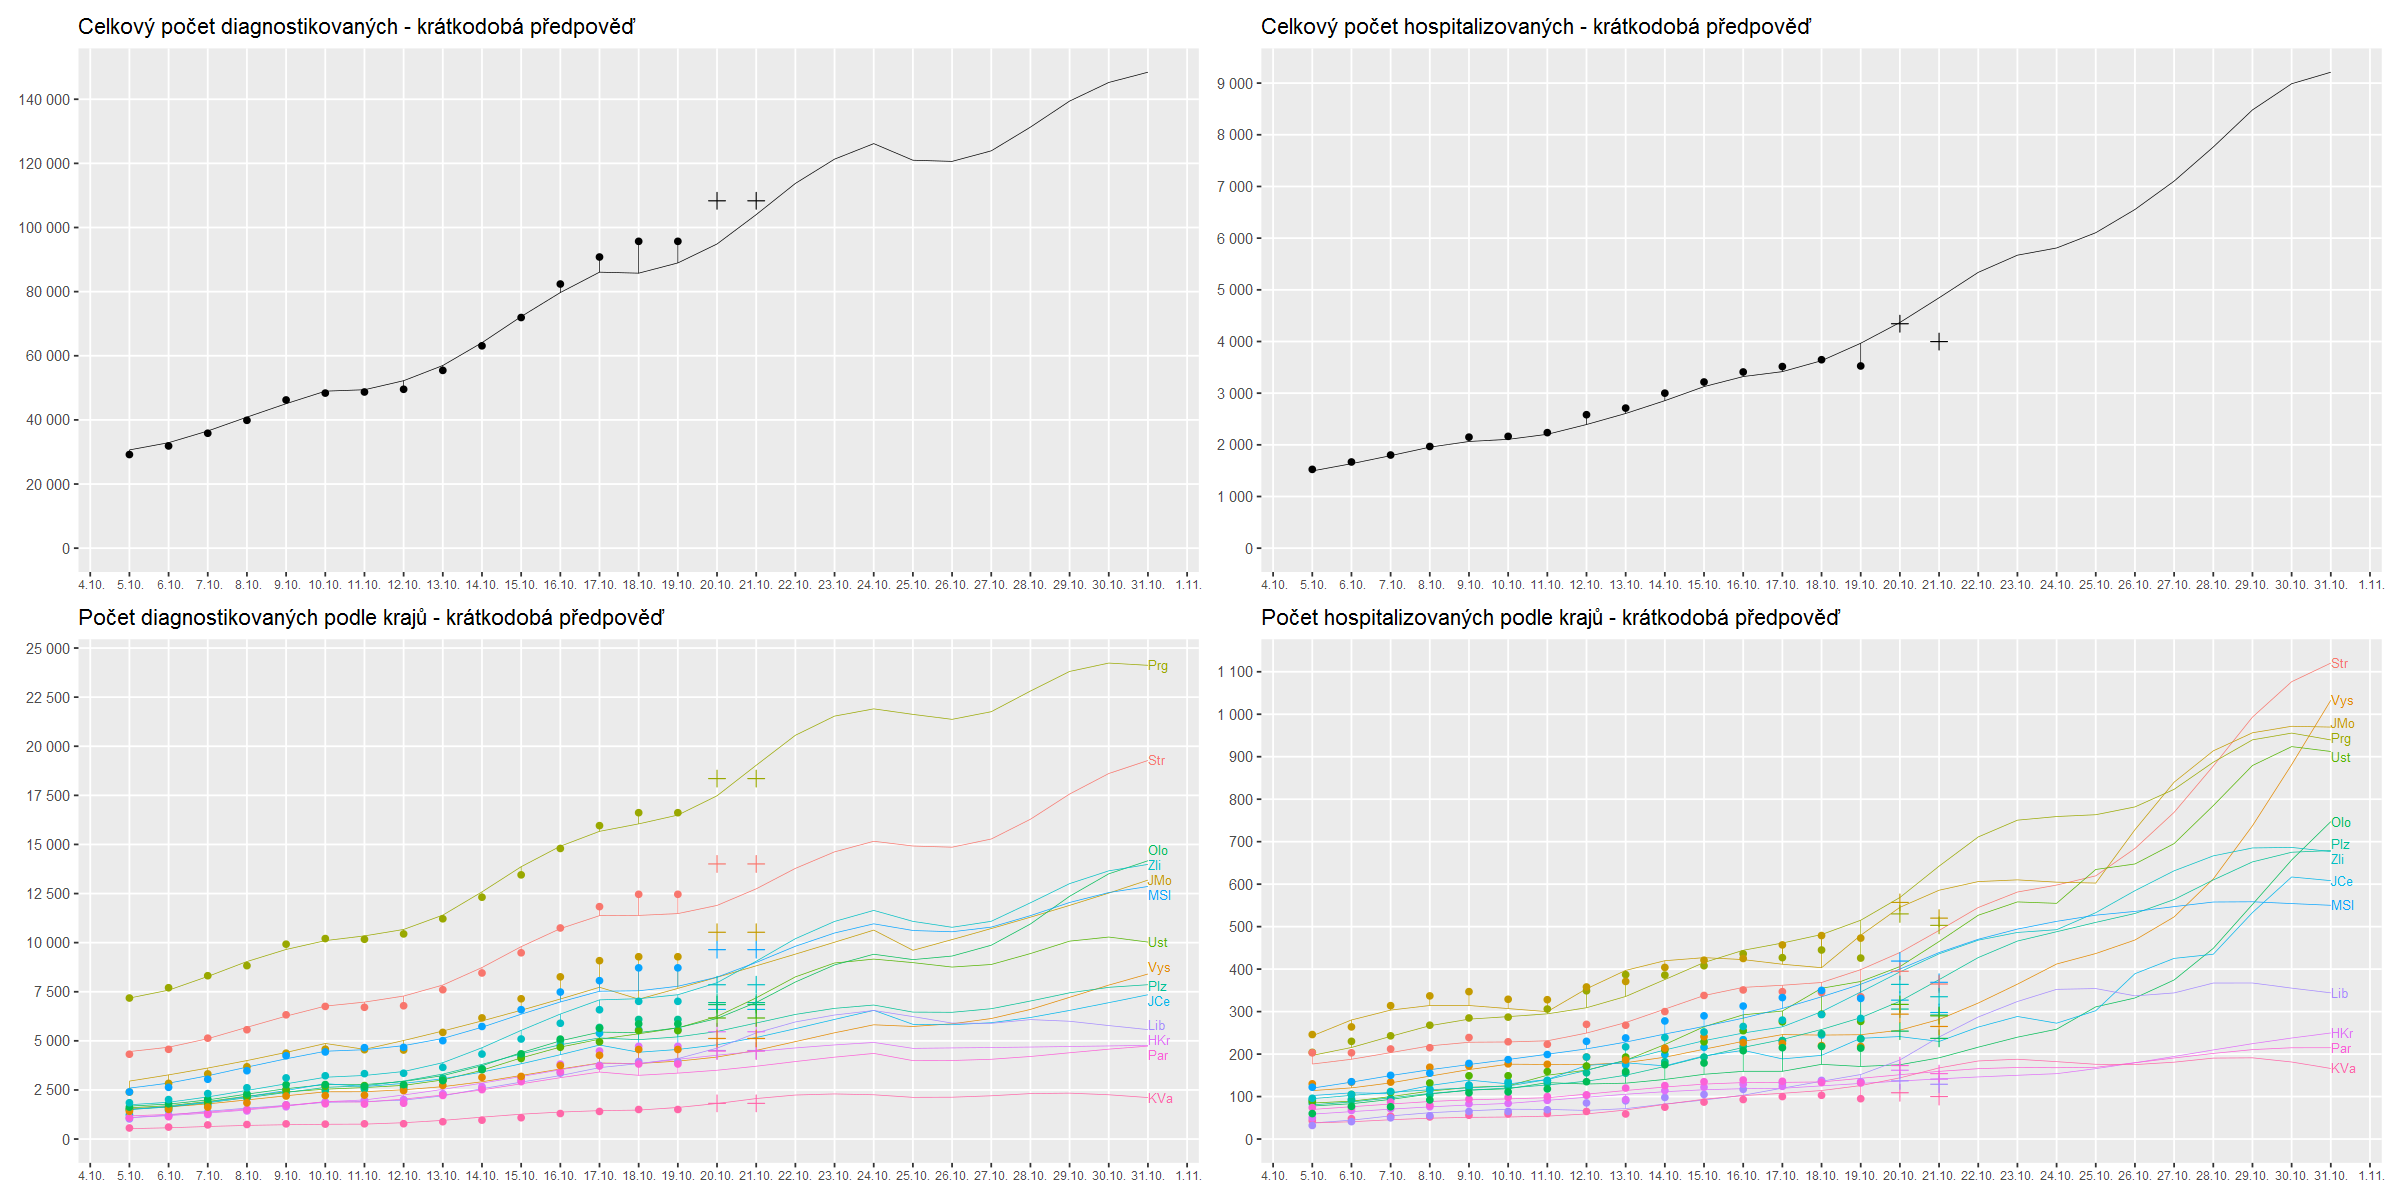 Celkový počet diagnostikovaných - krátkodobá předpověď
140 000
120 000
100 000
80 000
60 000
40 000
20 000
0
4.10. 5.10. 6.10. 7.10. 8.10. 9.10. 10.10. 11.10. 12.10. 13.10. 14.10. 15.10. 16.10. 17.10. 18.10. 19.10. 20.10. 21.10. 22.10. 23.10. 24.10. 25.10. 26.10. 27.10. 28.10. 29.10. 30.10. 31.10. 1.11.
Celkový počet hospitalizovaných - krátkodobá předpověď
9 000
8 000
7 000
6 000
5 000
4 000
3 000
2 000
1 000
0
4.10. 5.10. 6.10. 7.10. 8.10. 9.10. 10.10. 11.10. 12.10. 13.10. 14.10. 15.10. 16.10. 17.10. 18.10. 19.10. 20.10. 21.10. 22.10. 23.10. 24.10. 25.10. 26.10. 27.10. 28.10. 29.10. 30.10. 31.10. 1.11.
Počet diagnostikovaných podle krajů - krátkodobá předpověď
25 000
22 500
20 000
17 500
15 000
12 500
10 000
7 500
5 000
2 500
0
Prg
Str
Olo
Zli
JMo
MSl
Ust
Vys
Plz
JCe
Lib
HKr
Par
KVa
4.10. 5.10. 6.10. 7.10. 8.10. 9.10. 10.10. 11.10. 12.10. 13.10. 14.10. 15.10. 16.10. 17.10. 18.10. 19.10. 20.10. 21.10. 22.10. 23.10. 24.10. 25.10. 26.10. 27.10. 28.10. 29.10. 30.10. 31.10. 1.11.
Počet hospitalizovaných podle krajů - krátkodobá předpověď
1 100
1 000
900
800
700
600
500
400
300
200
100
0
Str
Vys
JMo
Prg
Ust
Olo
Plz
Zli
JCe
MSl
Lib
HKr
Par
KVa
4.10. 5.10. 6.10. 7.10. 8.10. 9.10. 10.10. 11.10. 12.10. 13.10. 14.10. 15.10. 16.10. 17.10. 18.10. 19.10. 20.10. 21.10. 22.10. 23.10. 24.10. 25.10. 26.10. 27.10. 28.10. 29.10. 30.10. 31.10. 1.11.